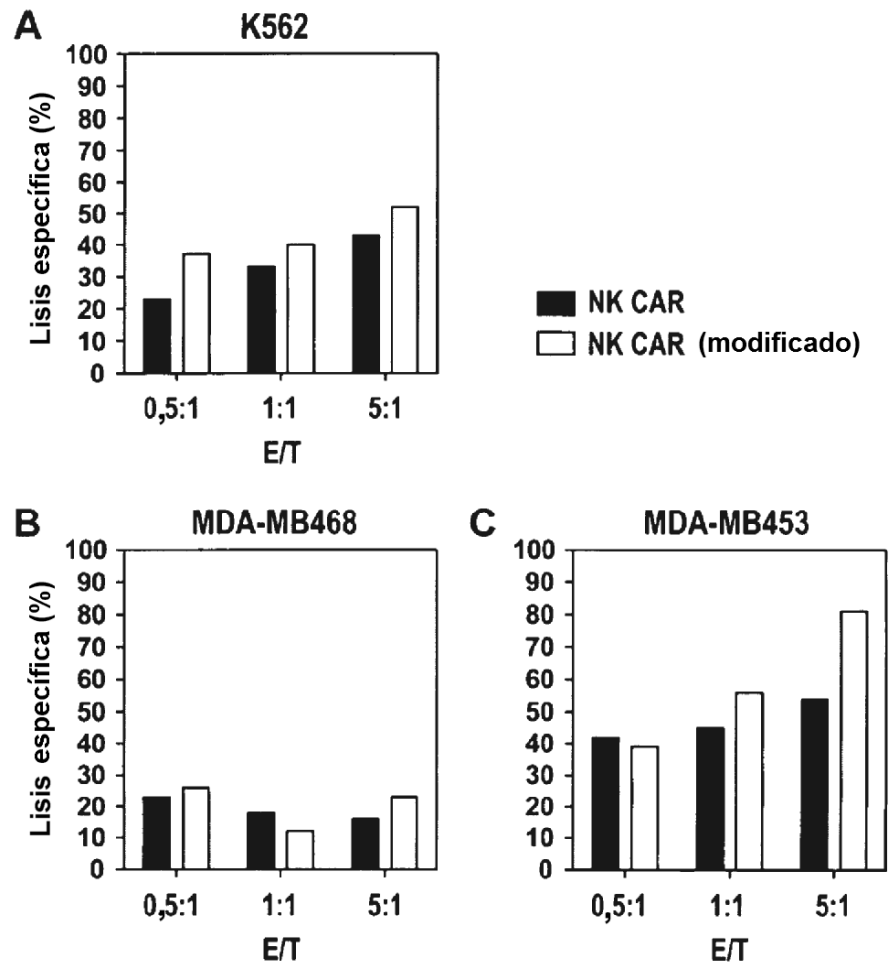 A
K562
100
90
80
70
60
50
40
30
20
10
0
Lisis específica (%)
0,5:1 1:1 5:1
E/T
NK CAR
NK CAR (modificado)
B
MDA-MB468
100
90
80
70
60
50
40
30
20
10
0
Lisis específica (%)
0,5:1 1:1 5:1
E/T
C
MDA-MB453
100
90
80
70
60
50
40
30
20
10
0
0,5:1 1:1 5:1
E/T